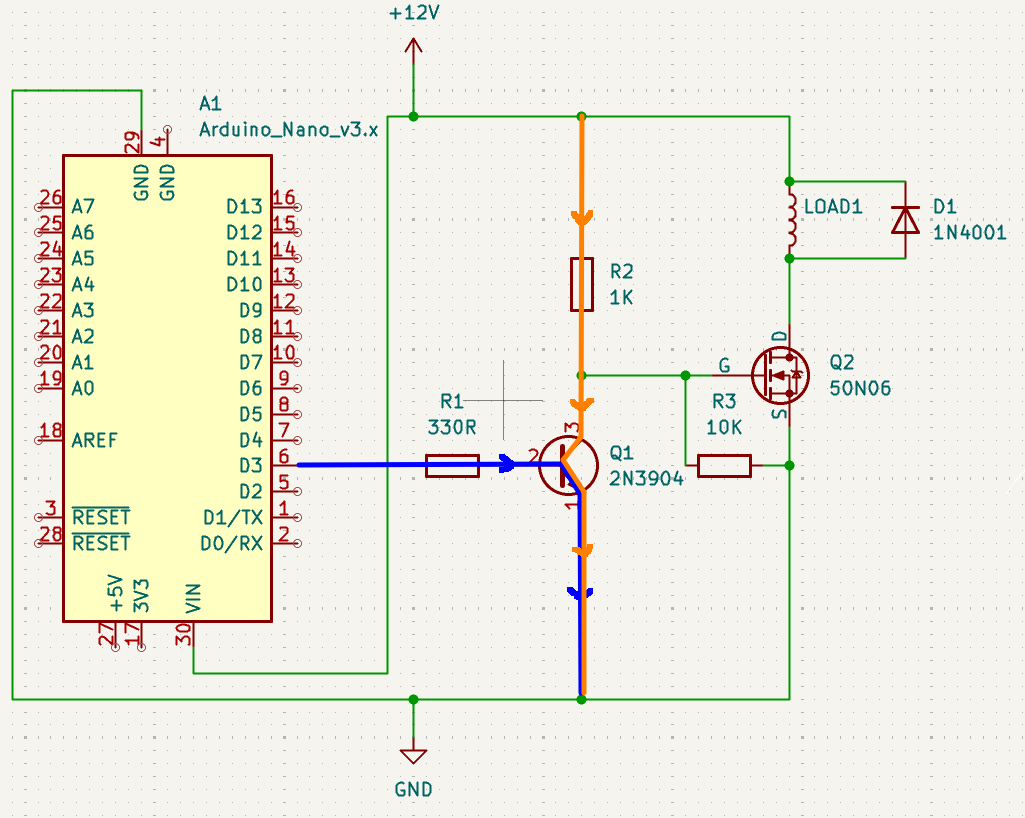 +12V
A1
Arduino_Nano_v3.x
29
4
GND
GND
26
A7
D13
16
25
A6
D12
15
24
A5
D11
14
23
A4
D10
13
22
A3
D9
12
21
A2
D8
11
20
A1
D7
10
19
A0
D6
9
D5
8
18
AREF
D4
7
D3
6
D2
5
3
RESET
D1/TX
1
28
RESET
D0/RX
2
+5V
3V3
VIN
27
17
30
R2
1K
LOAD1
D1
1N4001
D
G
S
Q2
50N06
R1
330R
R3
10K
3
2
1
Q1
2N3904
GND